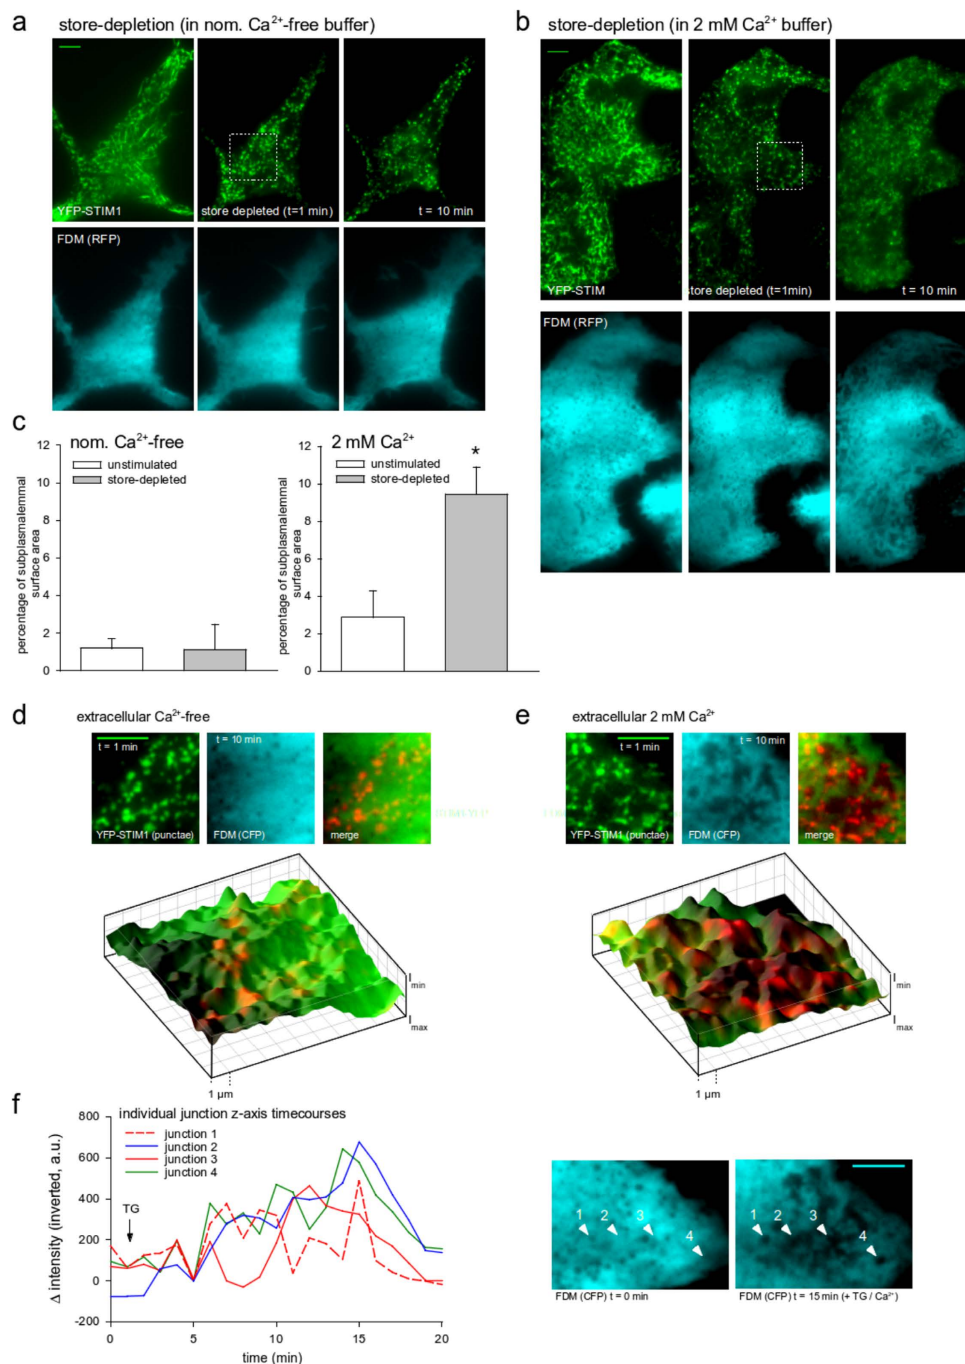 a
store-depletion (in nom. Ca²⁺-free buffer)
YFP-STIM1
store depleted (t=1 min)
t = 10 min
FDM (RFP)
b
store-depletion (in 2 mM Ca²⁺ buffer)
YFP-STIM
store depleted (t=1min)
t = 10 min
FDM (RFP)
c
nom. Ca²⁺-free
unstimulated
store-depleted
percentage of subplasmalemmal
surface area
12
10
8
6
4
2
0
2 mM Ca²⁺
unstimulated
store-depleted
*
percentage of subplasmalemmal
surface area
12
10
8
6
4
2
0
d
extracellular Ca²⁺-free
t = 1 min
YFP-STIM1 (punctae)
t = 10 min
FDM (CFP)
merge
I min
I max
1 µm
e
extracellular 2 mM Ca²⁺
t = 1 min
YFP-STIM1 (punctae)
t = 10 min
FDM (CFP)
merge
I min
I max
1 µm
f
individual junction z-axis timecourses
junction 1
junction 2
junction 3
junction 4
TG
Δ intensity (inverted, a.u.)
800
600
400
200
0
-200
0 5 10 15 20
time (min)
1 2 3 4
FDM (CFP) t = 0 min
1 2 3 4
FDM (CFP) t = 15 min (+ TG / Ca²⁺)